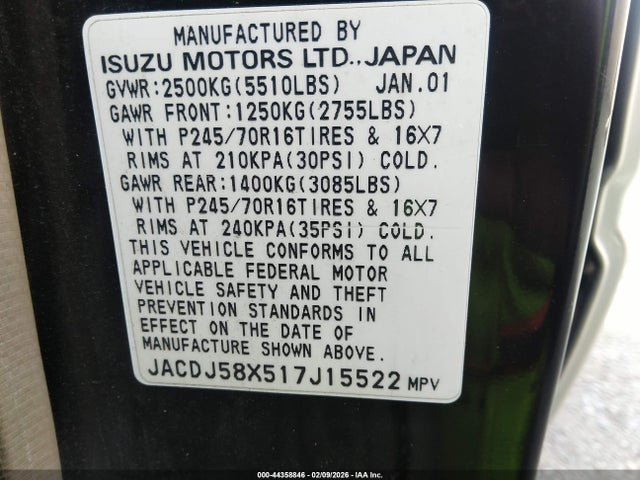 MANUFACTURED BY
ISUZU MOTORS LTD., JAPAN
GVWR:2500KG(5510LBS) JAN.01
GAWR FRONT:1250KG(2755LBS)
WITH P245/70R16TIRES & 16X7
RIMS AT 210KPA(30PSI) COLD.
GAWR REAR:1400KG(3085LBS)
WITH P245/70R16TIRES & 16X7
RIMS AT 240KPA(35PSI) COLD.
THIS VEHICLE CONFORMS TO ALL
APPLICABLE FEDERAL MOTOR
VEHICLE SAFETY AND THEFT
PREVENTION STANDARDS IN
EFFECT ON THE DATE OF
MANUFACTURE SHOWN ABOVE.
JACDJ58X517J15522 MPV
000-44358846 - 02/09/2026 - IAA Inc.